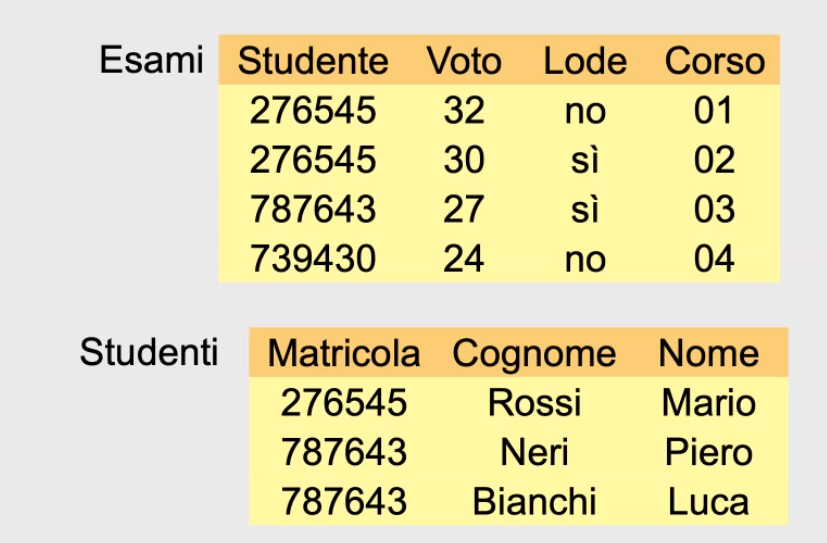 Esami Studente Voto Lode Corso
276545 32 no 01
276545 30 sì 02
787643 27 sì 03
739430 24 no 04
Studenti Matricola Cognome Nome
276545 Rossi Mario
787643 Neri Piero
787643 Bianchi Luca